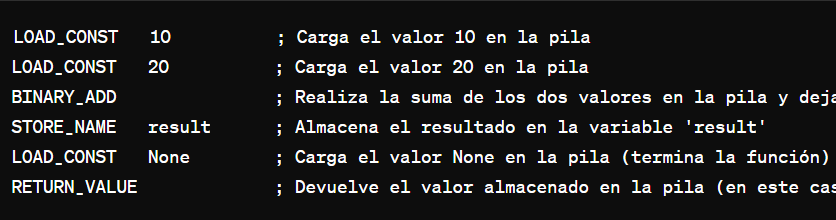 LOAD_CONST   10          ; Carga el valor 10 en la pila
LOAD_CONST   20          ; Carga el valor 20 en la pila
BINARY_ADD               ; Realiza la suma de los dos valores en la pila y deja
STORE_NAME   result      ; Almacena el resultado en la variable 'result'
LOAD_CONST   None        ; Carga el valor None en la pila (termina la función)
RETURN_VALUE             ; Devuelve el valor almacenado en la pila (en este cas